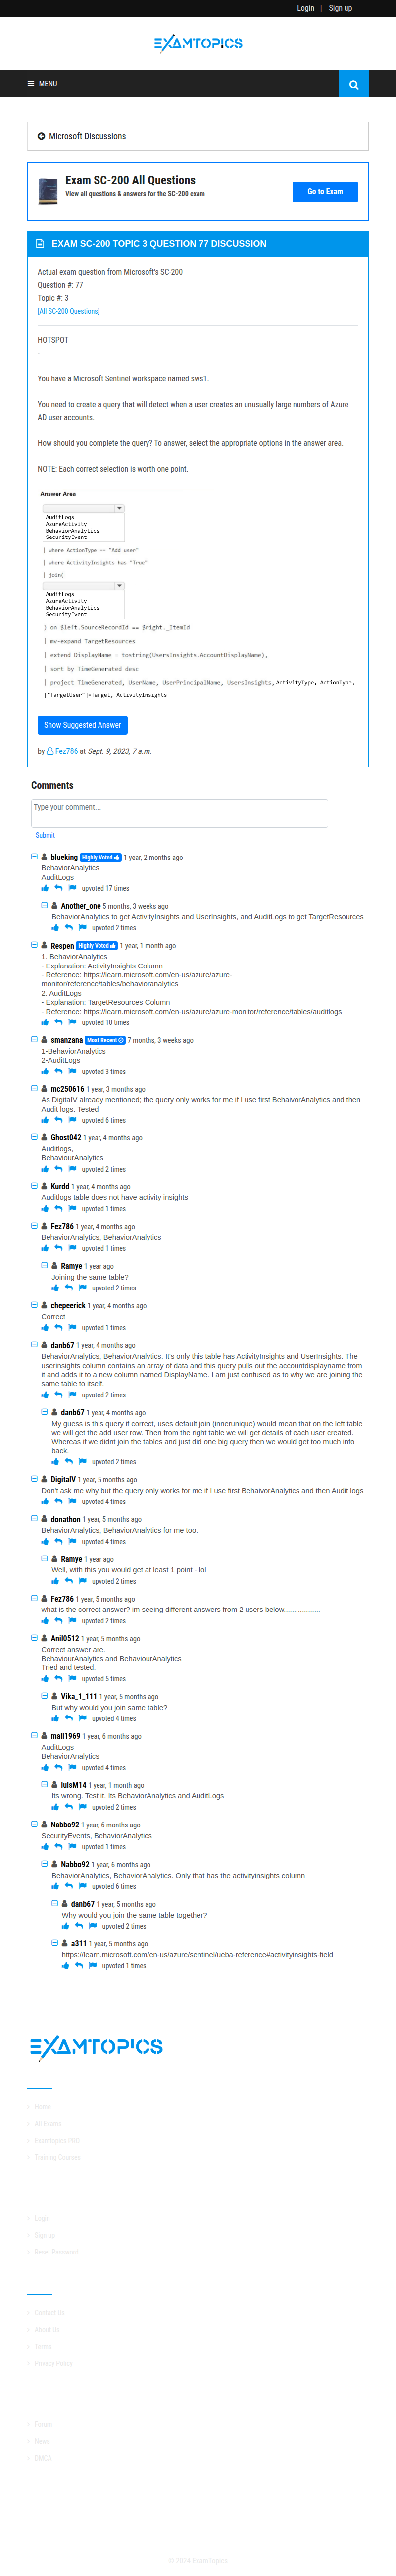 Login | Sign up
EXAMTOPICS
MENU
Microsoft Discussions
Exam SC-200 All Questions
View all questions & answers for the SC-200 exam
Go to Exam
EXAM SC-200 TOPIC 3 QUESTION 77 DISCUSSION
Actual exam question from Microsoft's SC-200
Question #: 77
Topic #: 3
[All SC-200 Questions]
HOTSPOT
-
You have a Microsoft Sentinel workspace named sws1.
You need to create a query that will detect when a user creates an unusually large numbers of Azure
AD user accounts.
How should you complete the query? To answer, select the appropriate options in the answer area.
NOTE: Each correct selection is worth one point.
Answer Area
AuditLogs
AzureActivity
BehaviorAnalytics
SecurityEvent
| where ActionType == "Add user"
| where ActivityInsights has "True"
| join(
AuditLogs
AzureActivity
BehaviorAnalytics
SecurityEvent
) on $left.SourceRecordId == $right._ItemId
| mv-expand TargetResources
| extend DisplayName = tostring(UsersInsights.AccountDisplayName),
| sort by TimeGenerated desc
| project TimeGenerated, UserName, UserPrincipalName, UsersInsights, ActivityType, ActionType,
["TargetUser"]=Target, ActivityInsights
Show Suggested Answer
by Fez786 at Sept. 9, 2023, 7 a.m.
Comments
Type your comment...
Submit
blueking Highly Voted 1 year, 2 months ago
BehaviorAnalytics
AuditLogs
upvoted 17 times
Another_one 5 months, 3 weeks ago
BehaviorAnalytics to get ActivityInsights and UserInsights, and AuditLogs to get TargetResources
upvoted 2 times
Respen Highly Voted 1 year, 1 month ago
1. BehaviorAnalytics
- Explanation: ActivityInsights Column
- Reference: https://learn.microsoft.com/en-us/azure/azure-
monitor/reference/tables/behavioranalytics
2. AuditLogs
- Explanation: TargetResources Column
- Reference: https://learn.microsoft.com/en-us/azure/azure-monitor/reference/tables/auditlogs
upvoted 10 times
smanzana Most Recent 7 months, 3 weeks ago
1-BehaviorAnalytics
2-AuditLogs
upvoted 3 times
mc250616 1 year, 3 months ago
As DigitalV already mentioned; the query only works for me if I use first BehaivorAnalytics and then
Audit logs. Tested
upvoted 6 times
Ghost042 1 year, 4 months ago
Auditlogs,
BehaviourAnalytics
upvoted 2 times
Kurdd 1 year, 4 months ago
Auditlogs table does not have activity insights
upvoted 1 times
Fez786 1 year, 4 months ago
BehaviorAnalytics, BehaviorAnalytics
upvoted 1 times
Ramye 1 year ago
Joining the same table?
upvoted 2 times
chepeerick 1 year, 4 months ago
Correct
upvoted 1 times
danb67 1 year, 4 months ago
BehaviorAnalytics, BehaviorAnalytics. It's only this table has ActivityInsights and UserInsights. The
userinsights column contains an array of data and this query pulls out the accountdisplayname from
it and adds it to a new column named DisplayName. I am just confused as to why we are joining the
same table to itself.
upvoted 2 times
danb67 1 year, 4 months ago
My guess is this query if correct, uses default join (innerunique) would mean that on the left table
we will get the add user row. Then from the right table we will get details of each user created.
Whereas if we didnt join the tables and just did one big query then we would get too much info
back.
upvoted 2 times
DigitalV 1 year, 5 months ago
Don't ask me why but the query only works for me if I use first BehaivorAnalytics and then Audit logs
upvoted 4 times
donathon 1 year, 5 months ago
BehaviorAnalytics, BehaviorAnalytics for me too.
upvoted 4 times
Ramye 1 year ago
Well, with this you would get at least 1 point - lol
upvoted 2 times
Fez786 1 year, 5 months ago
what is the correct answer? im seeing different answers from 2 users below..................
upvoted 2 times
Anil0512 1 year, 5 months ago
Correct answer are.
BehaviourAnalytics and BehaviourAnalytics
Tried and tested.
upvoted 5 times
Vika_1_111 1 year, 5 months ago
But why would you join same table?
upvoted 4 times
mali1969 1 year, 6 months ago
AuditLogs
BehaviorAnalytics
upvoted 4 times
luisM14 1 year, 1 month ago
Its wrong. Test it. Its BehaviorAnalytics and AuditLogs
upvoted 2 times
Nabbo92 1 year, 6 months ago
SecurityEvents, BehaviorAnalytics
upvoted 1 times
Nabbo92 1 year, 6 months ago
BehaviorAnalytics, BehaviorAnalytics. Only that has the activityinsights column
upvoted 6 times
danb67 1 year, 5 months ago
Why would you join the same table together?
upvoted 2 times
a311 1 year, 5 months ago
https://learn.microsoft.com/en-us/azure/sentinel/ueba-reference#activityinsights-field
upvoted 1 times
EXAMTOPICS
Home
All Exams
Examtopics PRO
Training Courses
Login
Sign up
Reset Password
Contact Us
About Us
Terms
Privacy Policy
Forum
News
DMCA
© 2024 ExamTopics